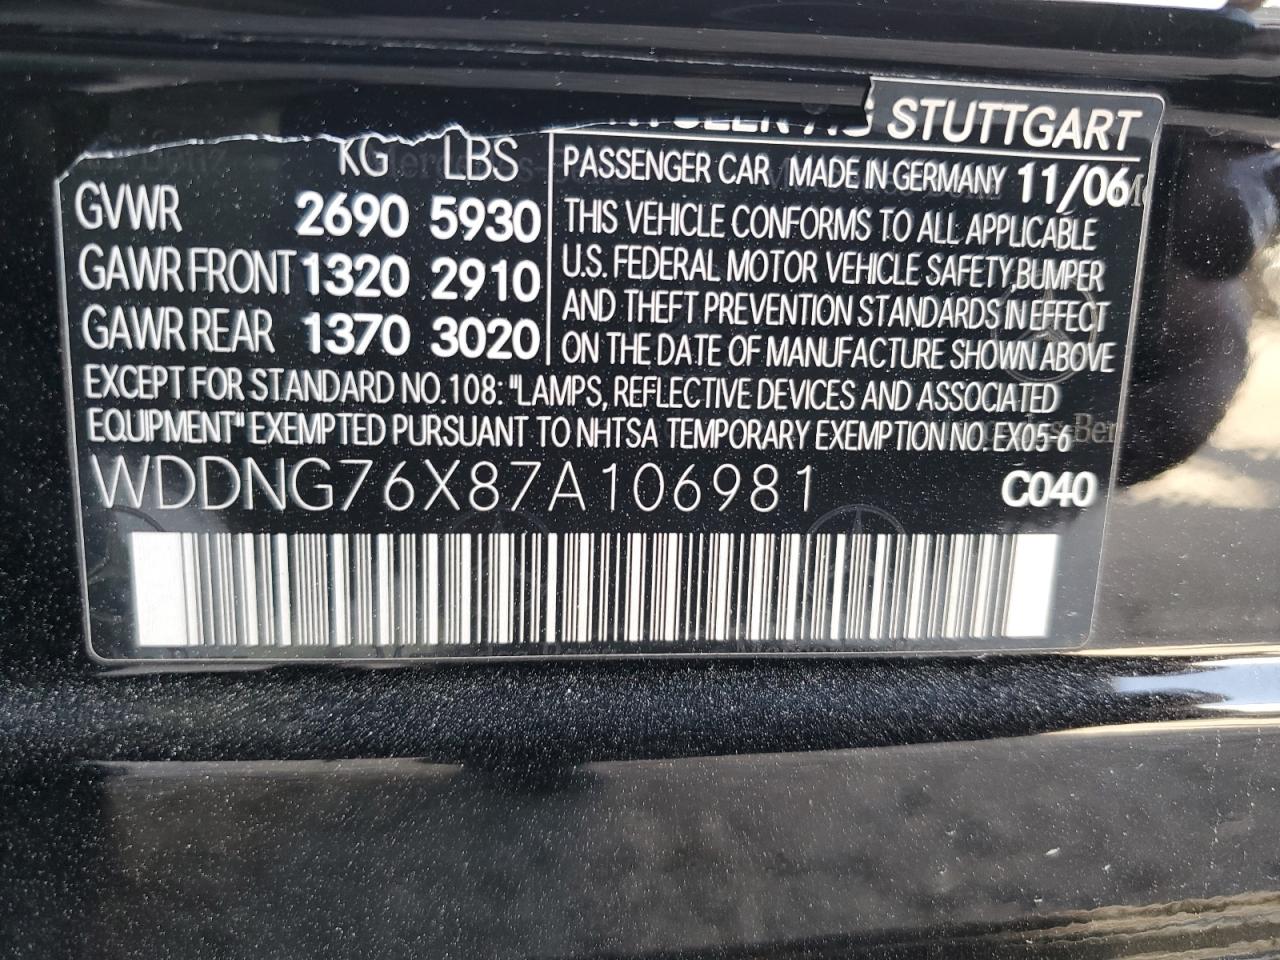 STUTTGART
KG LBS
GVWR 2690 5930
GAWR FRONT 1320 2910
GAWR REAR 1370 3020
PASSENGER CAR MADE IN GERMANY 11/06
THIS VEHICLE CONFORMS TO ALL APPLICABLE
U.S. FEDERAL MOTOR VEHICLE SAFETY,BUMPER
AND THEFT PREVENTION STANDARDS IN EFFECT
ON THE DATE OF MANUFACTURE SHOWN ABOVE
EXCEPT FOR STANDARD NO.108: "LAMPS, REFLECTIVE DEVICES AND ASSOCIATED
EQUIPMENT" EXEMPTED PURSUANT TO NHTSA TEMPORARY EXEMPTION NO. EX05-6
WDDNG76X87A106981 C040